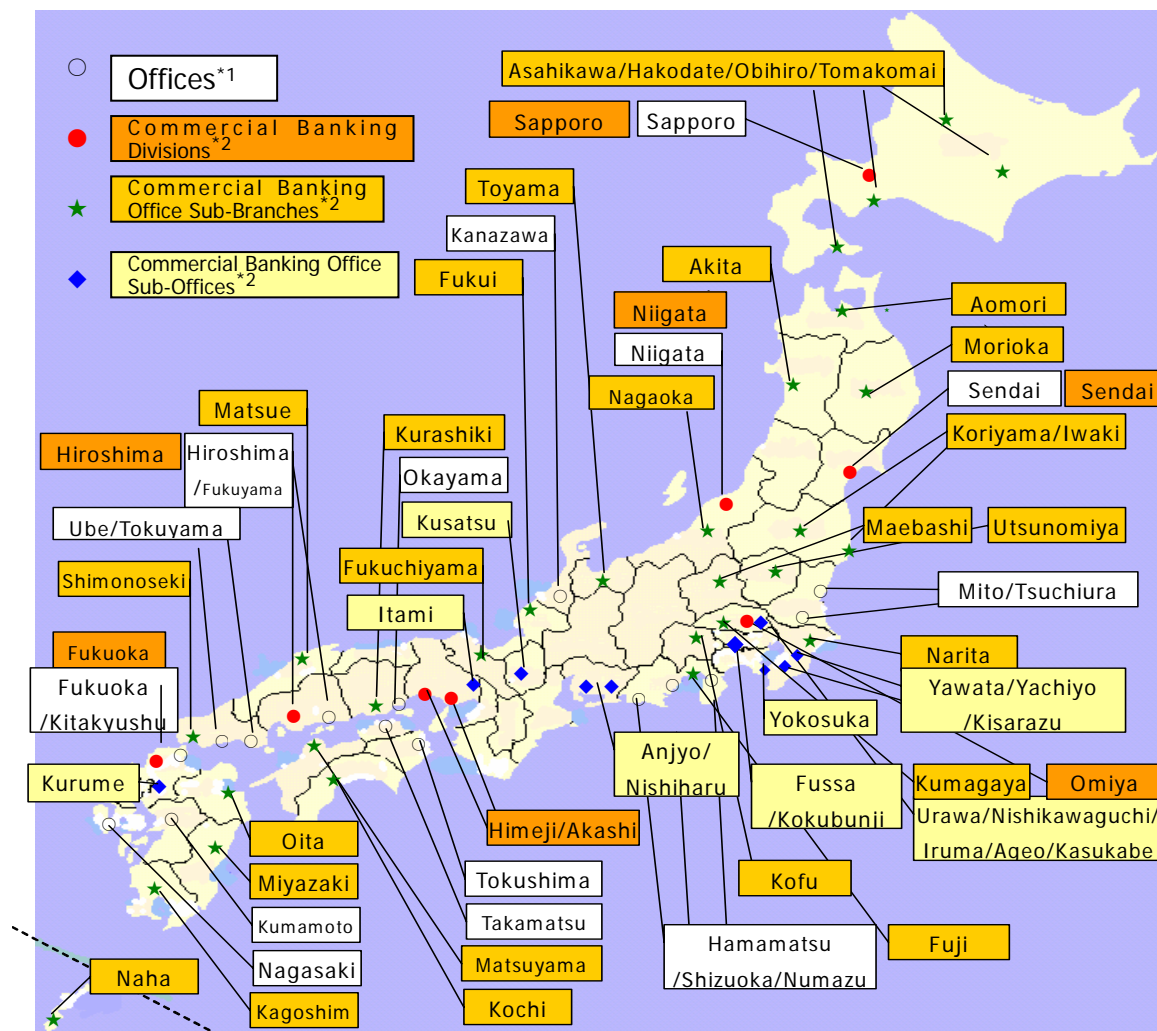 Offices*1
Commercial Banking
Divisions*2
Commercial Banking
Office Sub-Branches*2
Commercial Banking Office
Sub-Offices*2
Asahikawa/Hakodate/Obihiro/Tomakomai
Sapporo
Sapporo
Toyama
Kanazawa
Fukui
Akita
Niigata
Niigata
Nagaoka
Aomori
Morioka
Sendai
Sendai
Koriyama/Iwaki
Matsue
Kurashiki
Hiroshima
Hiroshima
/Fukuyama
Okayama
Ube/Tokuyama
Kusatsu
Maebashi
Utsunomiya
Shimonoseki
Fukuchiyama
Itami
Mito/Tsuchiura
Fukuoka
Fukuoka
/Kitakyushu
Narita
Yawata/Yachiyo
/Kisarazu
Yokosuka
Kurume
Anjyo/
Nishiharu
Fussa
/Kokubunji
Kumagaya
Omiya
Urawa/Nishikawaguchi/
Iruma/Ageo/Kasukabe
Himeji/Akashi
Oita
Miyazaki
Tokushima
Kofu
Kumamoto
Takamatsu
Hamamatsu
/Shizuoka/Numazu
Fuji
Nagasaki
Matsuyama
Naha
Kagoshim
Kochi